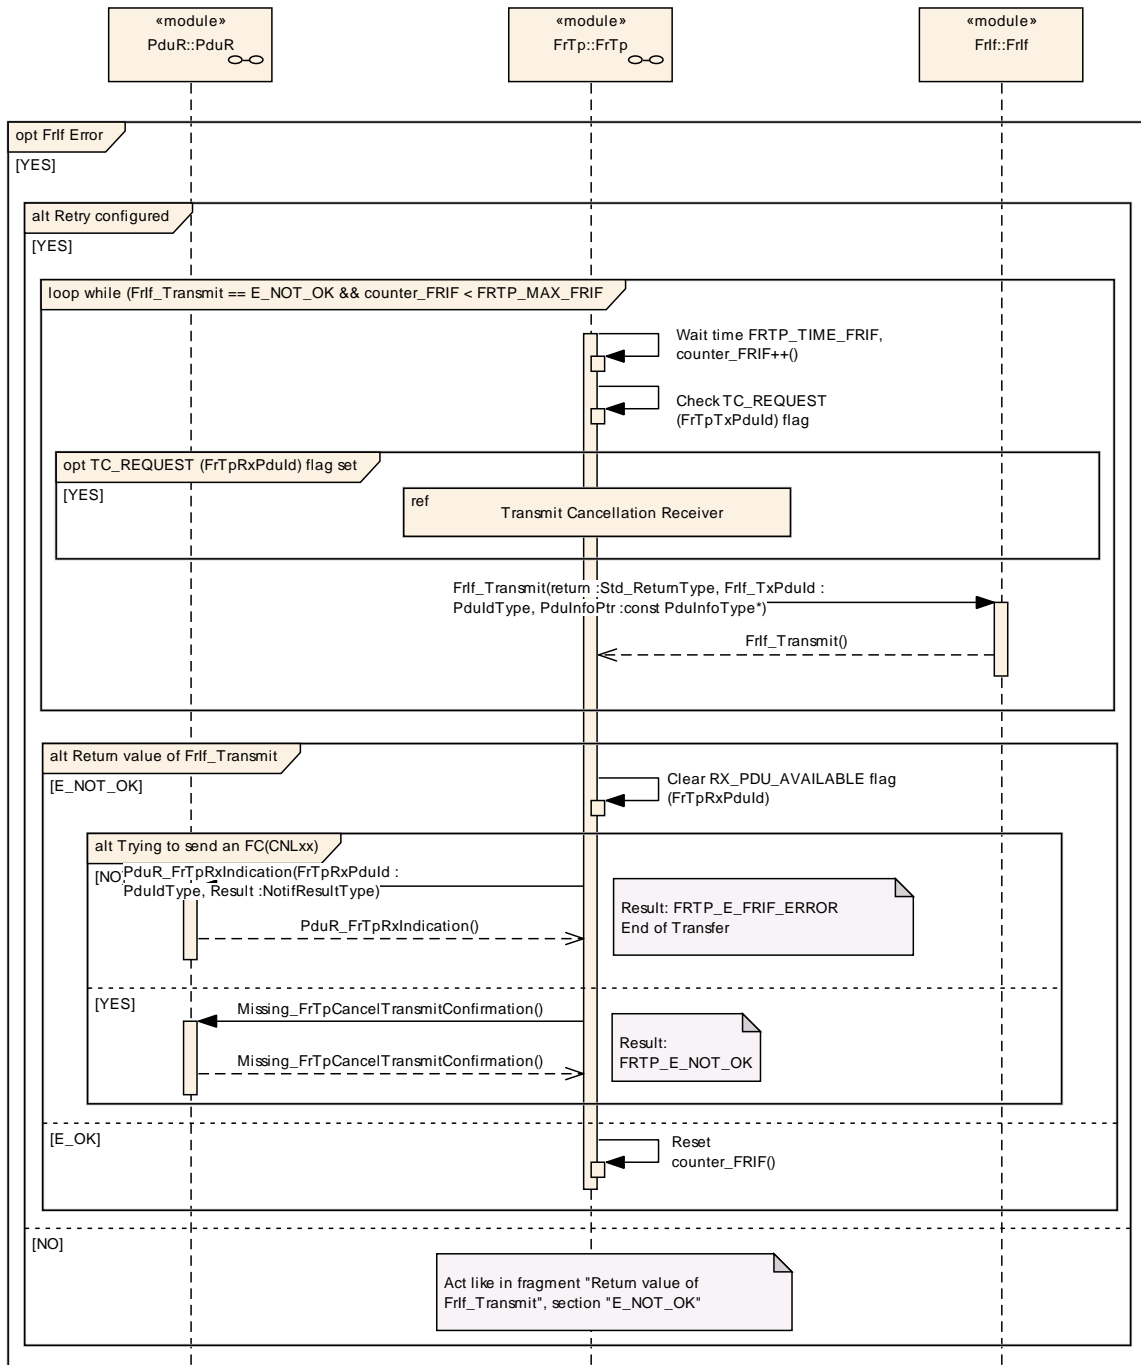 «module»
PduR::PduR
«module»
FrTp::FrTp
«module»
FrIf::FrIf
opt FrIf Error
[YES]
alt Retry configured
[YES]
loop while (FrIf_Transmit == E_NOT_OK && counter_FRIF < FRTP_MAX_FRIF
Wait time FRTP_TIME_FRIF,
counter_FRIF++()
Check TC_REQUEST
(FrTpTxPduId) flag
opt TC_REQUEST (FrTpRxPduId) flag set
[YES]
ref
Transmit Cancellation Receiver
FrIf_Transmit(return :Std_ReturnType, FrIf_TxPduId :
PduIdType, PduInfoPtr :const PduInfoType*)
FrIf_Transmit()
alt Return value of FrIf_Transmit
[E_NOT_OK]
Clear RX_PDU_AVAILABLE flag
(FrTpRxPduId)
alt Trying to send an FC(CNLxx)
[NO]
PduR_FrTpRxIndication(FrTpRxPduId :
PduIdType, Result :NotifResultType)
Result: FRTP_E_FRIF_ERROR
End of Transfer
PduR_FrTpRxIndication()
[YES]
Missing_FrTpCancelTransmitConfirmation()
Result:
FRTP_E_NOT_OK
Missing_FrTpCancelTransmitConfirmation()
[E_OK]
Reset
counter_FRIF()
[NO]
Act like in fragment "Return value of
FrIf_Transmit", section "E_NOT_OK"